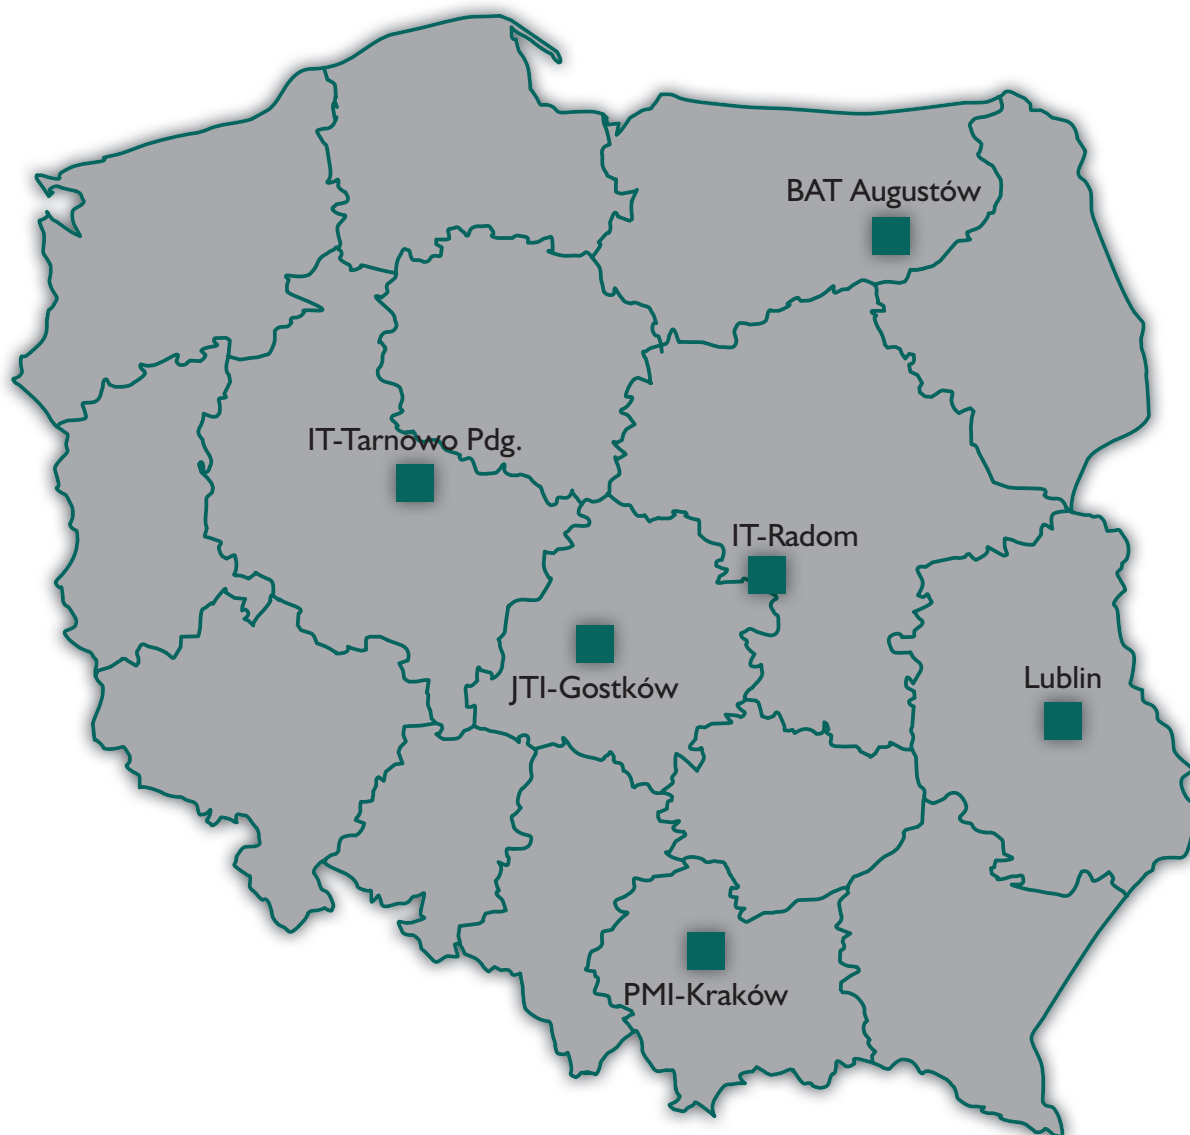 BAT Augustów
IT-Tarnowo Pdg.
IT-Radom
JTI-Gostków
Lublin
PMI-Kraków